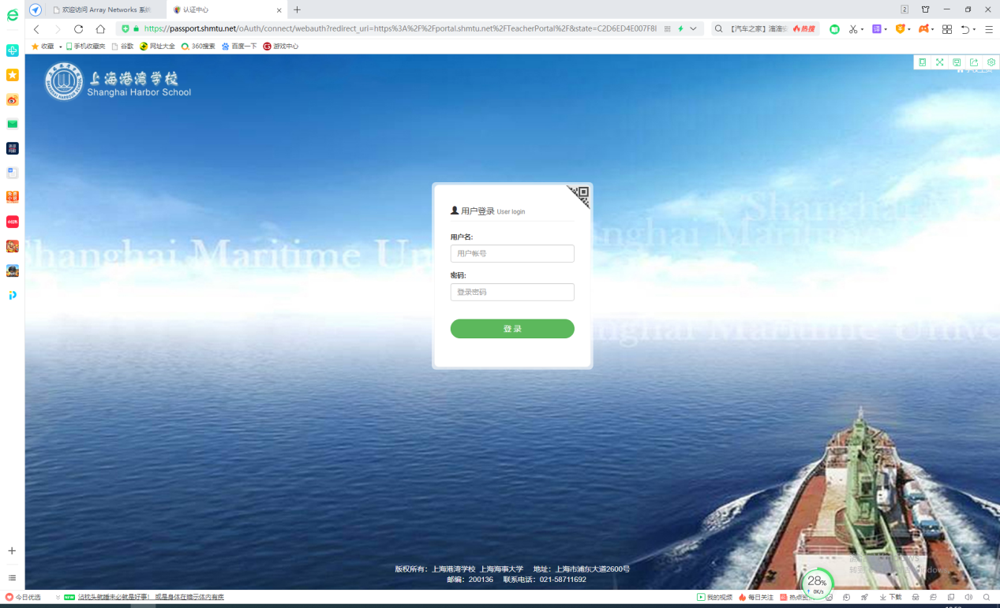 欢迎访问 Array Networks 系统
认证中心
2
https://passport.shmtu.net/oAuth/connect/webauth?redirect_url=https%3A%2F%2Fportal.shmtu.net%2FTeacherPortal%2F&state=C2D6ED4E007F8
【汽车之家】 热搜
收藏 手机收藏夹 谷歌 网址大全 360搜索 百度一下 游戏中心
上海港湾学校
Shanghai Harbor School
Shanghai
Shanghai Maritime
Shanghai Maritime Un
Shanghai Maritime Unive
用户登录 User login
用户名:
用户帐号
密码:
登录密码
登 录
版权所有：上海港湾学校 上海海事大学 地址：上海市浦东大道2600号
邮编：200136 联系电话：021-58711692
28%
0K/s
今日优选
NEW 沾枕头就睡未必就是好事！或是身体在暗示体内有疾
我的视频 每日关注 热点资讯 下载